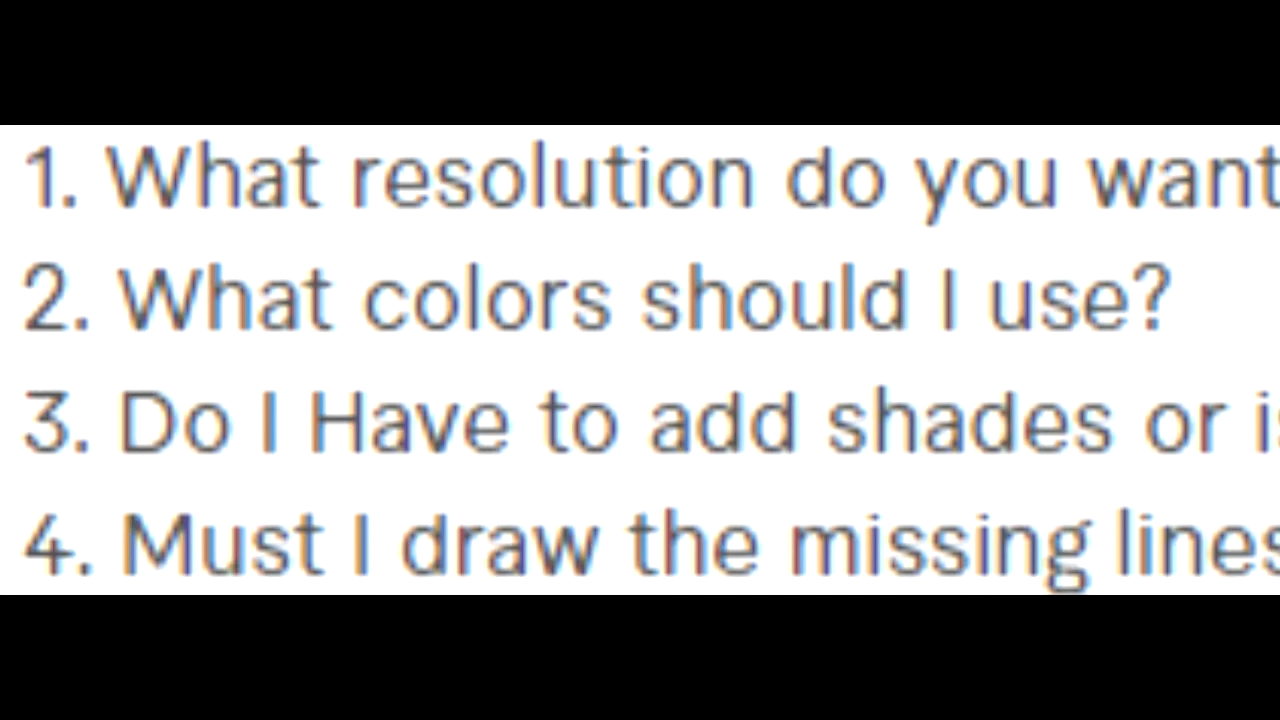 1. What resolution do you want
2. What colors should I use?
3. Do I Have to add shades or
4. Must I draw the missing lines